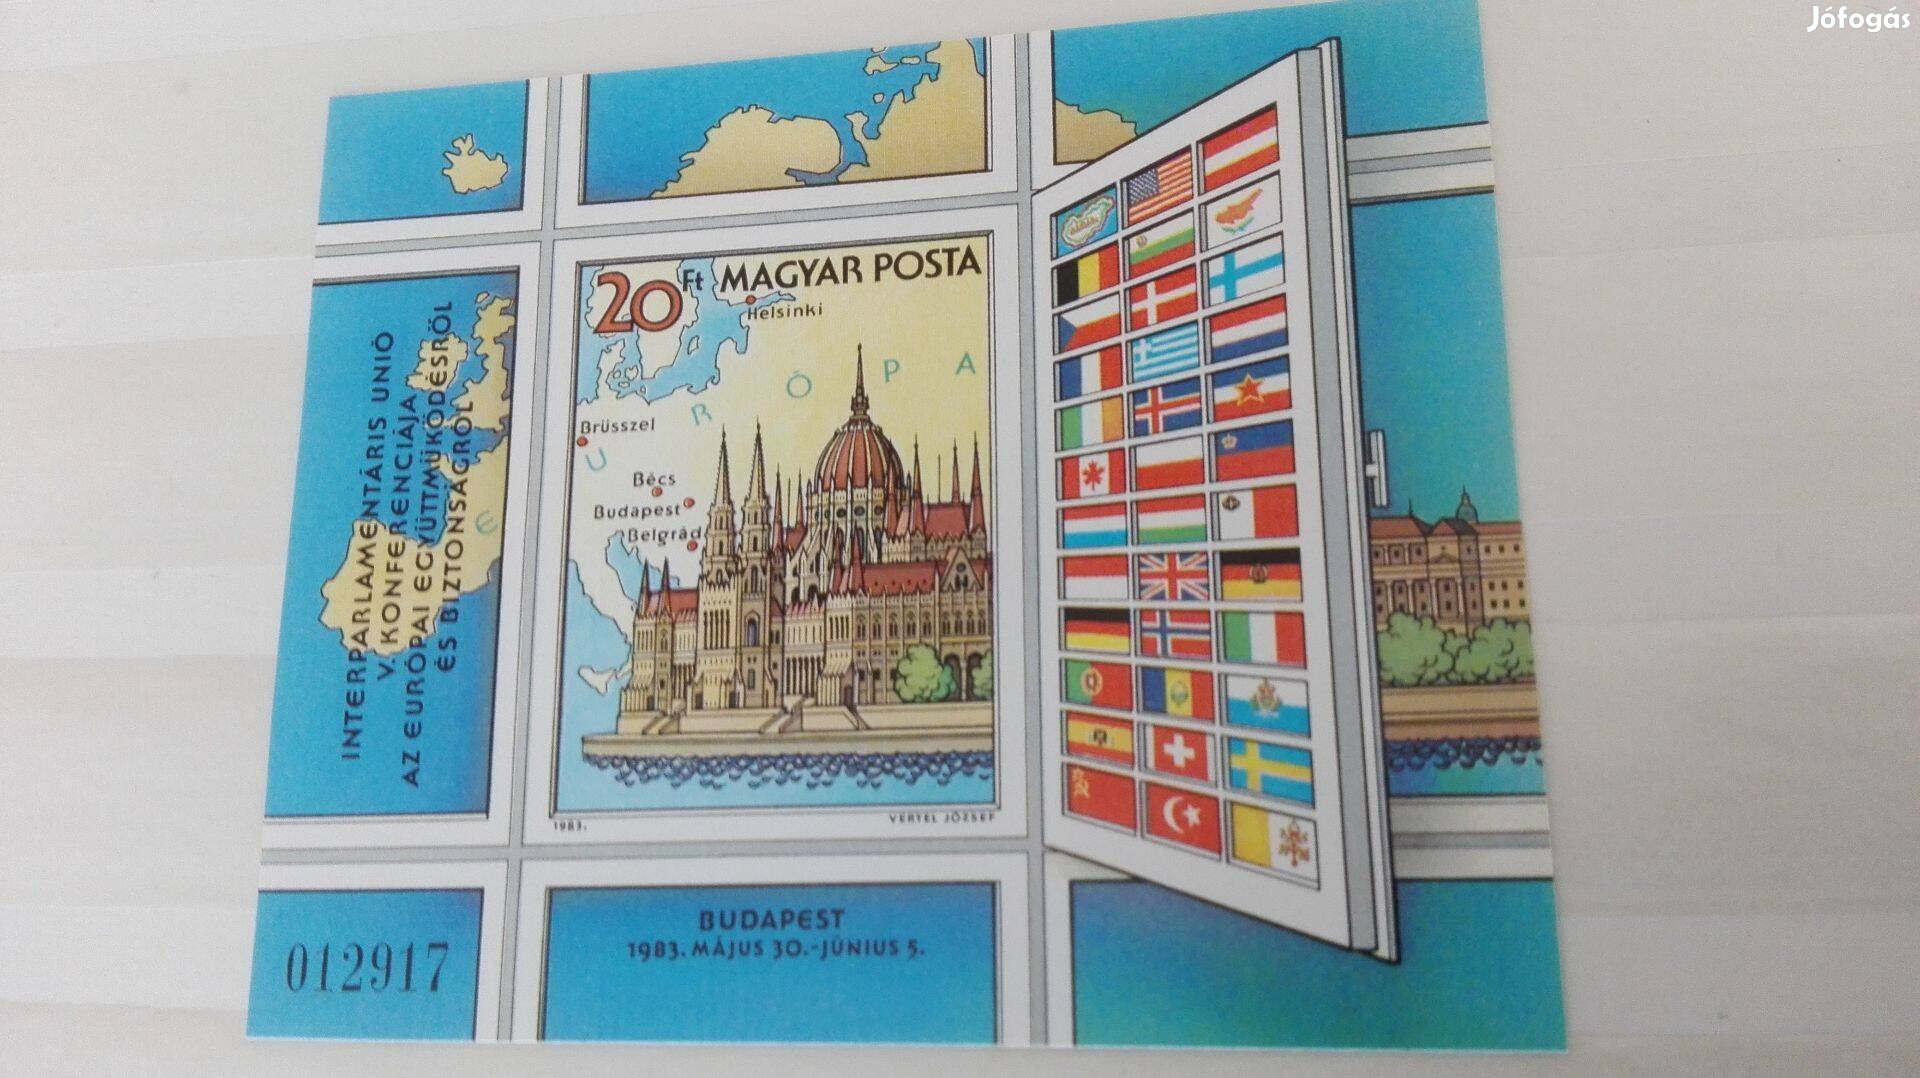 Jófogás
20 Ft MAGYAR POSTA
Helsinki
EURÓPA
Brüsszel
Bécs
Budapest
Belgrád
INTERPARLAMENTÁRIS UNIÓ
V. KONFERENCIÁJA
AZ EURÓPAI EGYÜTTMŰKÖDÉSRŐL
ÉS BIZTONSÁGRÓL
1983.
VERTEL JÓZSEF
BUDAPEST
1983. MÁJUS 30.-JÚNIUS 5.
012917